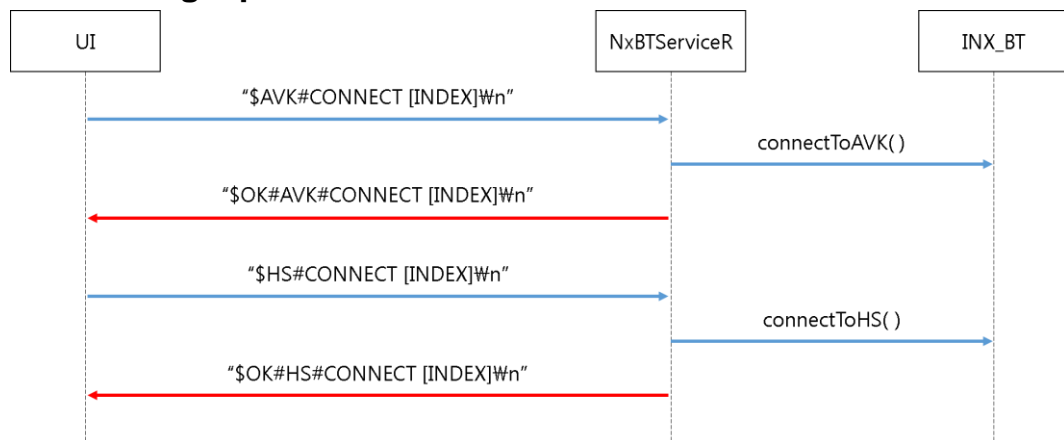 UI
NxBTServiceR
INX_BT
“$AVK#CONNECT [INDEX]₩n”
connectToAVK( )
“$OK#AVK#CONNECT [INDEX]₩n”
“$HS#CONNECT [INDEX]₩n”
connectToHS( )
“$OK#HS#CONNECT [INDEX]₩n”